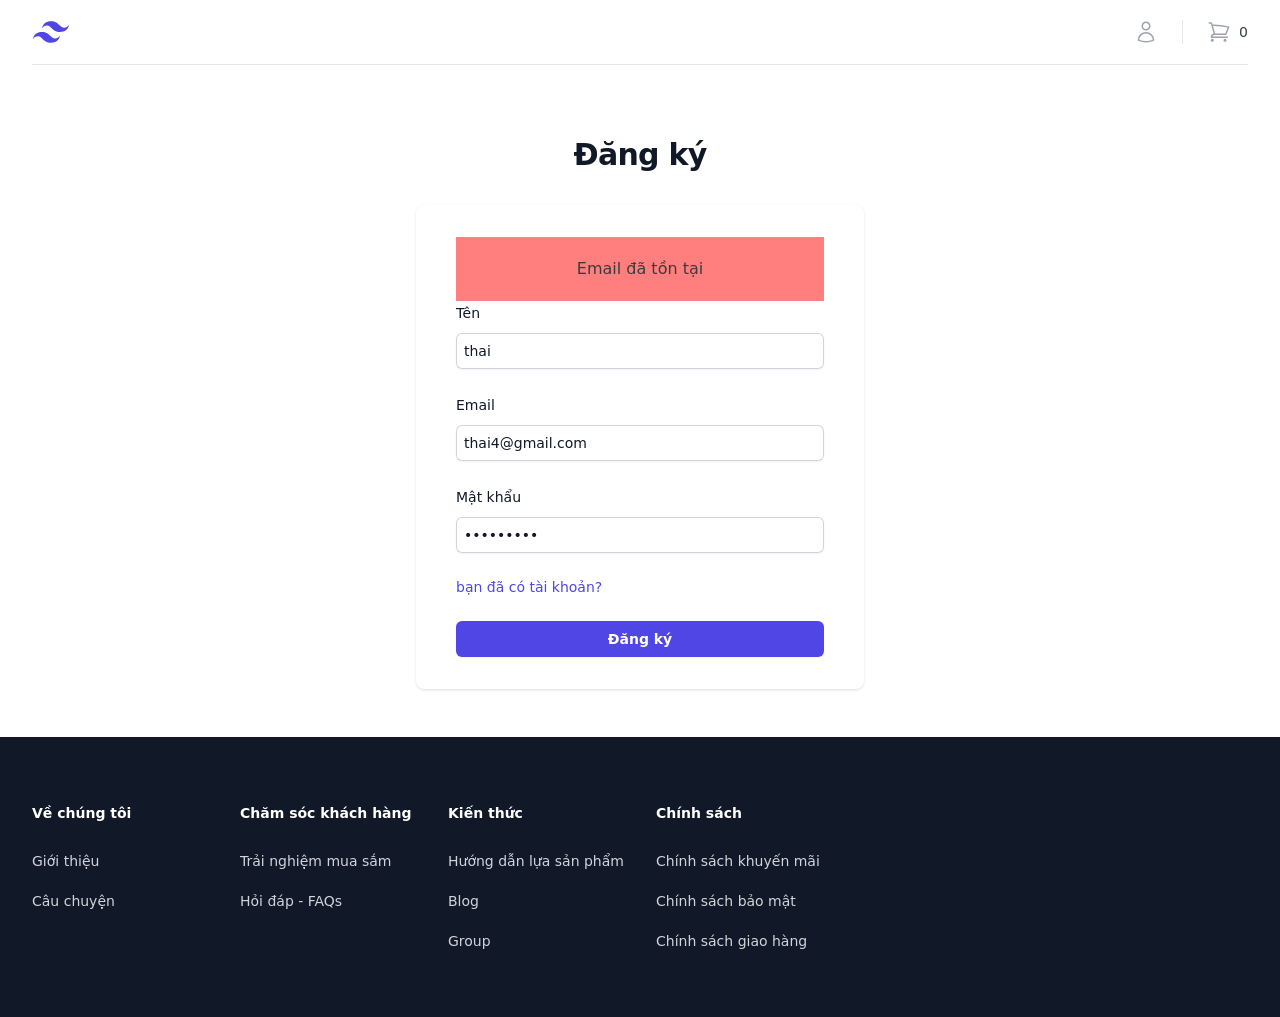 0
Đăng ký
Email đã tồn tại
Tên
thai
Email
thai4@gmail.com
Mật khẩu
•••••••••
bạn đã có tài khoản?
Đăng ký
Về chúng tôi
Giới thiệu
Câu chuyện
Chăm sóc khách hàng
Trải nghiệm mua sắm
Hỏi đáp - FAQs
Kiến thức
Hướng dẫn lựa sản phẩm
Blog
Group
Chính sách
Chính sách khuyến mãi
Chính sách bảo mật
Chính sách giao hàng